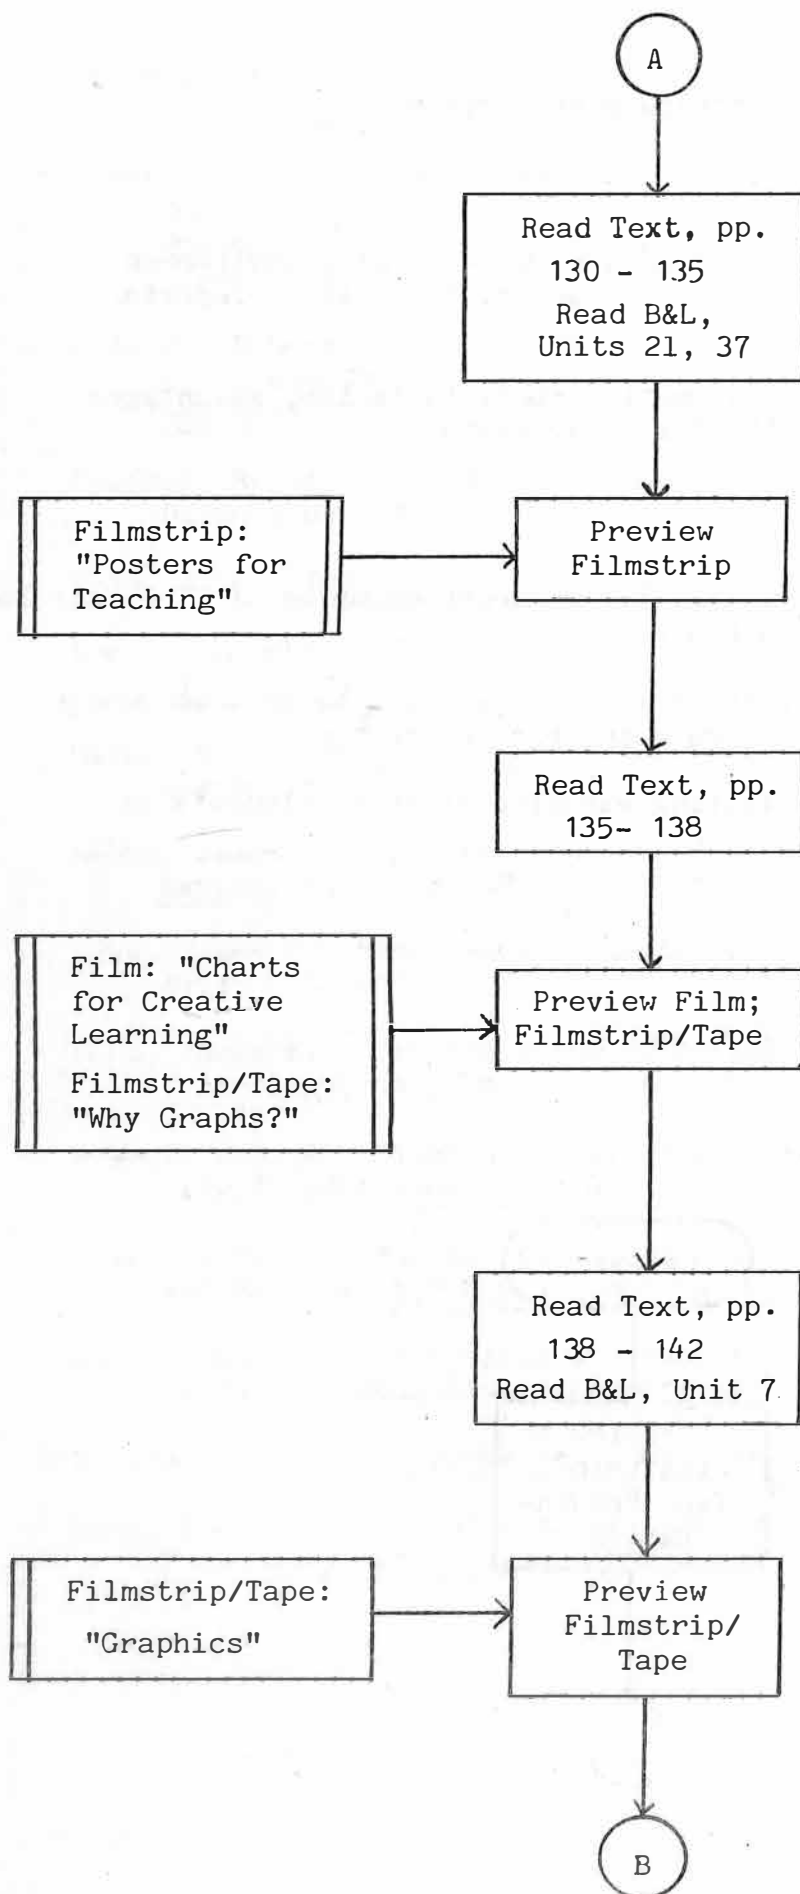 A
Read Text, pp.
130 - 135
Read B&L,
Units 21, 37
Filmstrip:
"Posters for
Teaching"
Preview
Filmstrip
Read Text, pp.
135- 138
Film: "Charts
for Creative
Learning"
Filmstrip/Tape:
"Why Graphs?"
Preview Film;
Filmstrip/Tape
Read Text, pp.
138 - 142
Read B&L, Unit 7
Filmstrip/Tape:
"Graphics"
Preview
Filmstrip/
Tape
B